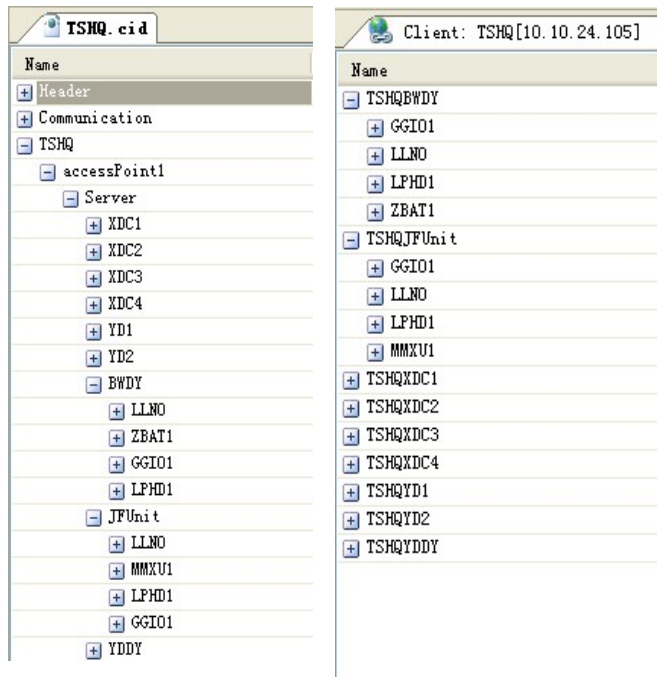 TSHQ.cid
Name
Header
Communication
TSHQ
accessPoint1
Server
XDC1
XDC2
XDC3
XDC4
YD1
YD2
BWDY
LLN0
ZBAT1
GGIO1
LPHD1
JFUnit
LLN0
MMXU1
LPHD1
GGIO1
YDDY
Client: TSHQ[10.10.24.105]
Name
TSHQBWDY
GGIO1
LLN0
LPHD1
ZBAT1
TSHQJFUnit
GGIO1
LLN0
LPHD1
MMXU1
TSHQXDC1
TSHQXDC2
TSHQXDC3
TSHQXDC4
TSHQYD1
TSHQYD2
TSHQYDDY